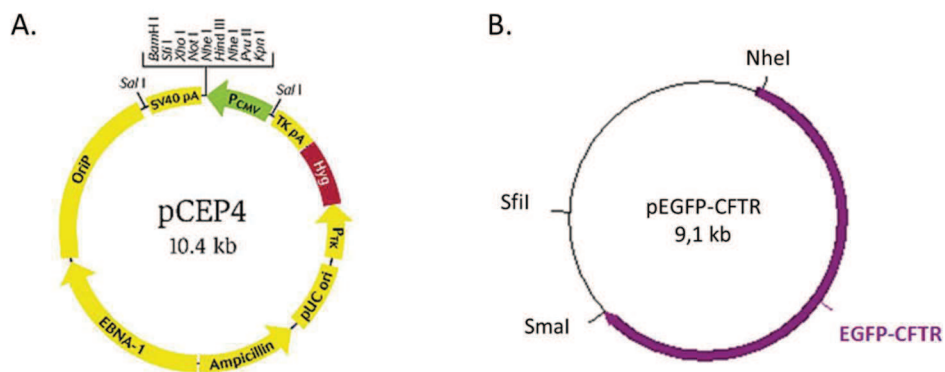 A.
BamH I
Sfi I
Xho I
Not I
Nhe I
Hind III
Nhe I
Pvu II
Kpn I
Sal I
SV40 pA
PCMV
Sal I
TK pA
Hyg
OriP
pCEP4
10.4 kb
PTK
pUC ori
EBNA-1
Ampicillin
B.
NheI
SfiI
pEGFP-CFTR
9,1 kb
SmaI
EGFP-CFTR